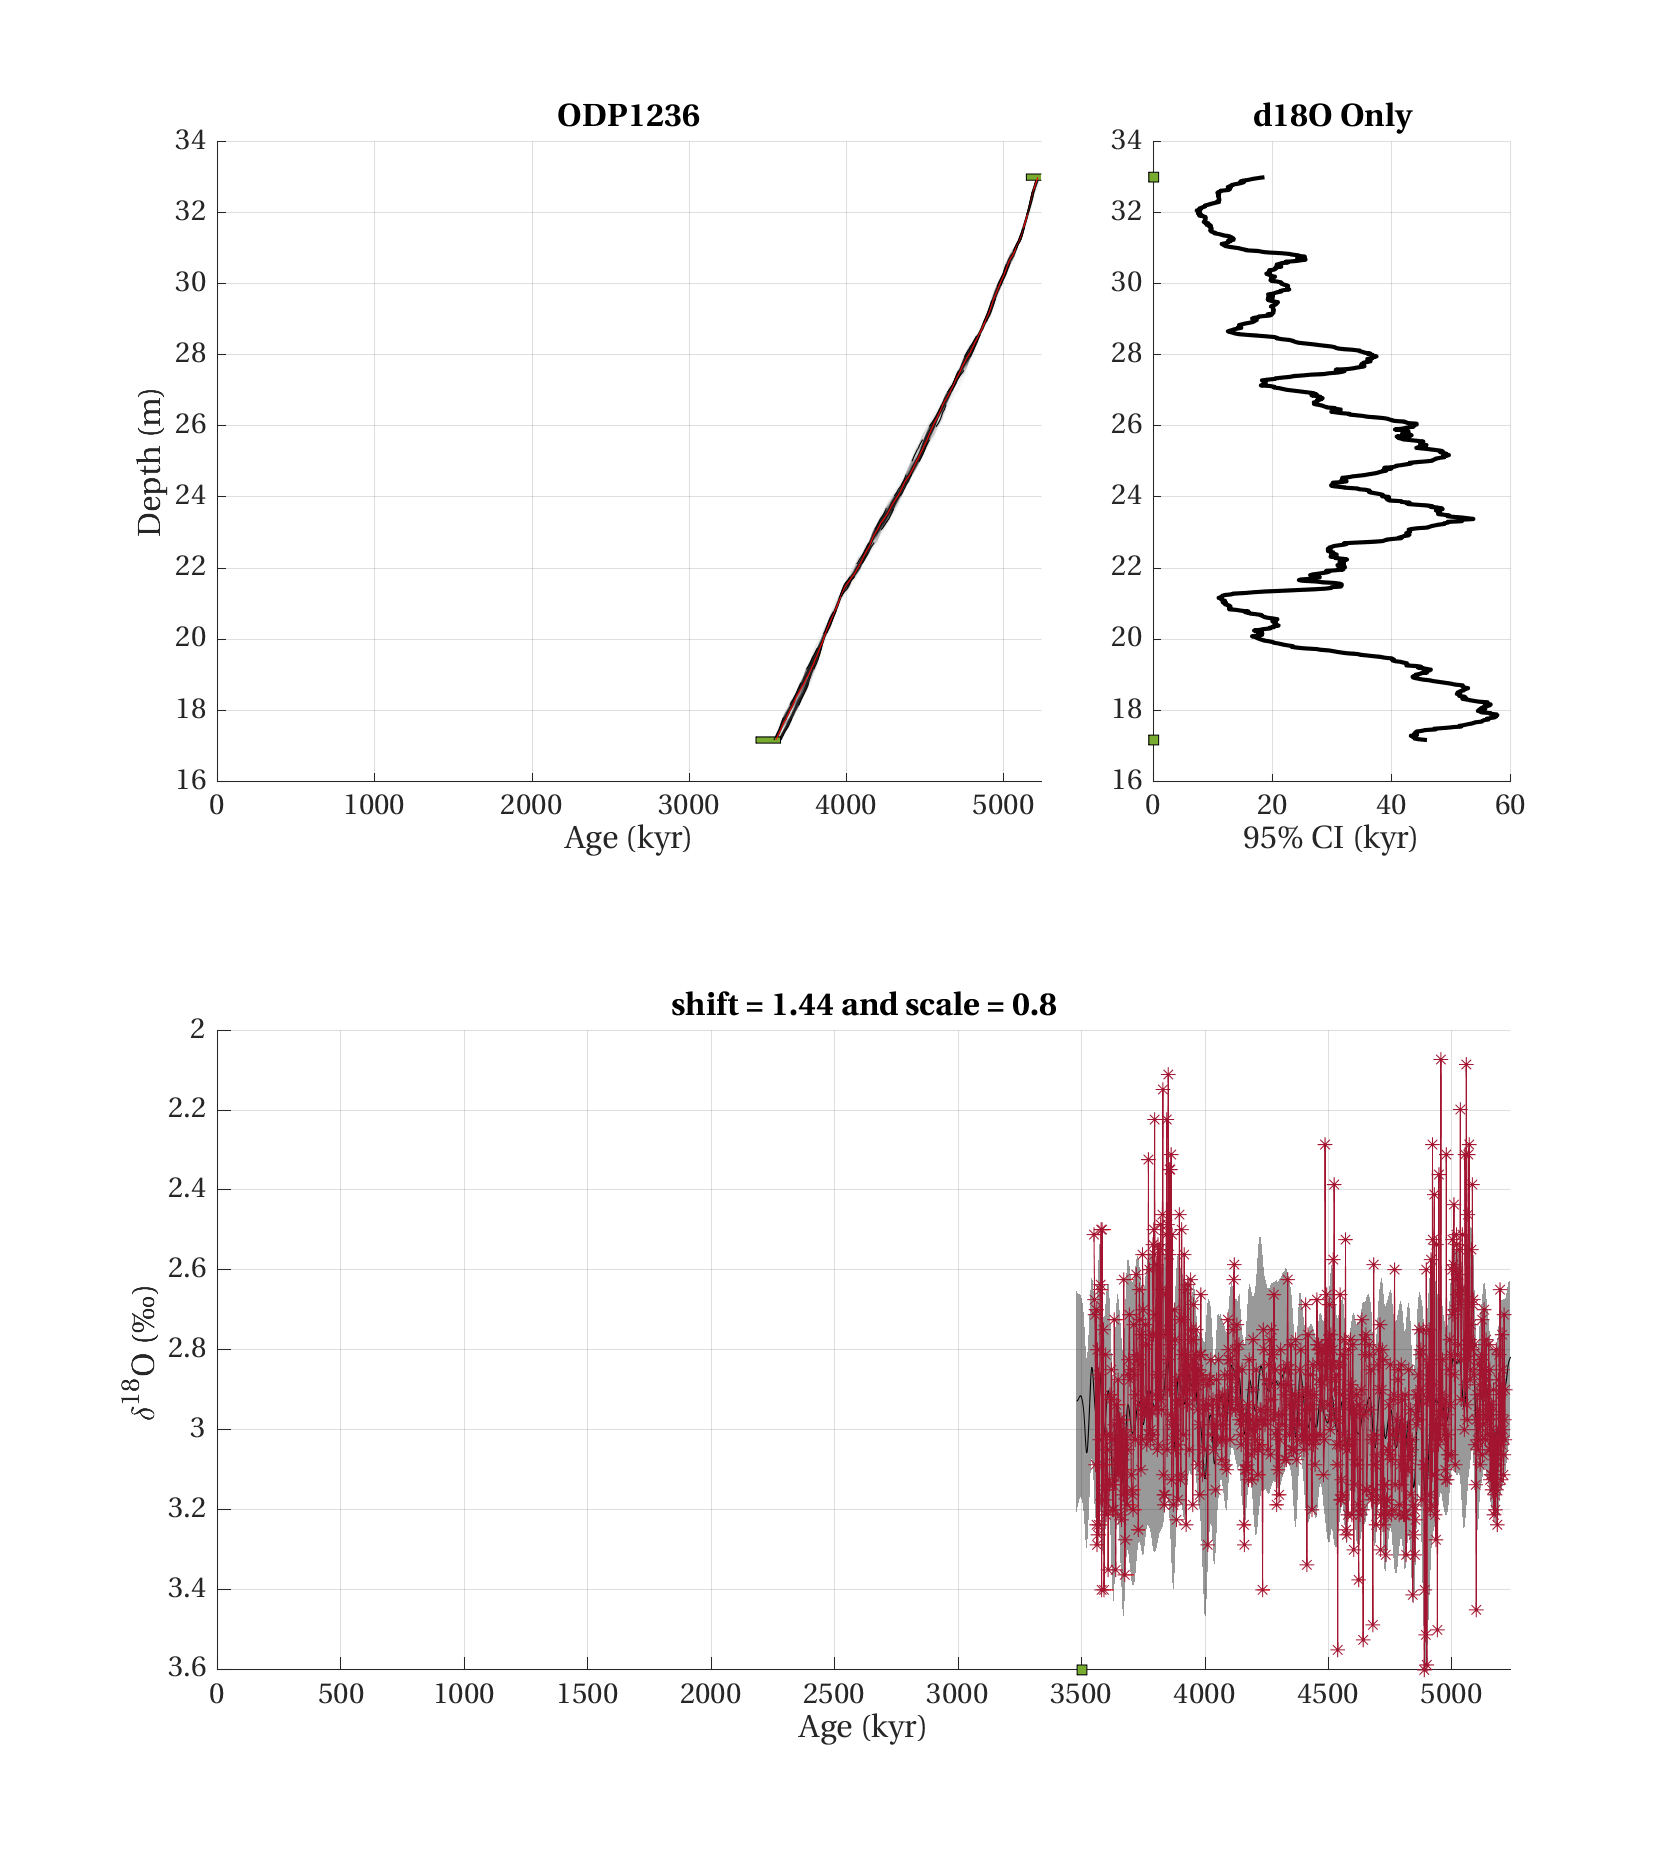 ODP1236
d18O Only
34
32
30
28
26
24
22
20
18
16
Depth (m)
0 1000 2000 3000 4000 5000
Age (kyr)
34
32
30
28
26
24
22
20
18
16
0 20 40 60
95% CI (kyr)
shift = 1.44 and scale = 0.8
2
2.2
2.4
2.6
2.8
3
3.2
3.4
3.6
δ18O (‰)
0 500 1000 1500 2000 2500 3000 3500 4000 4500 5000
Age (kyr)